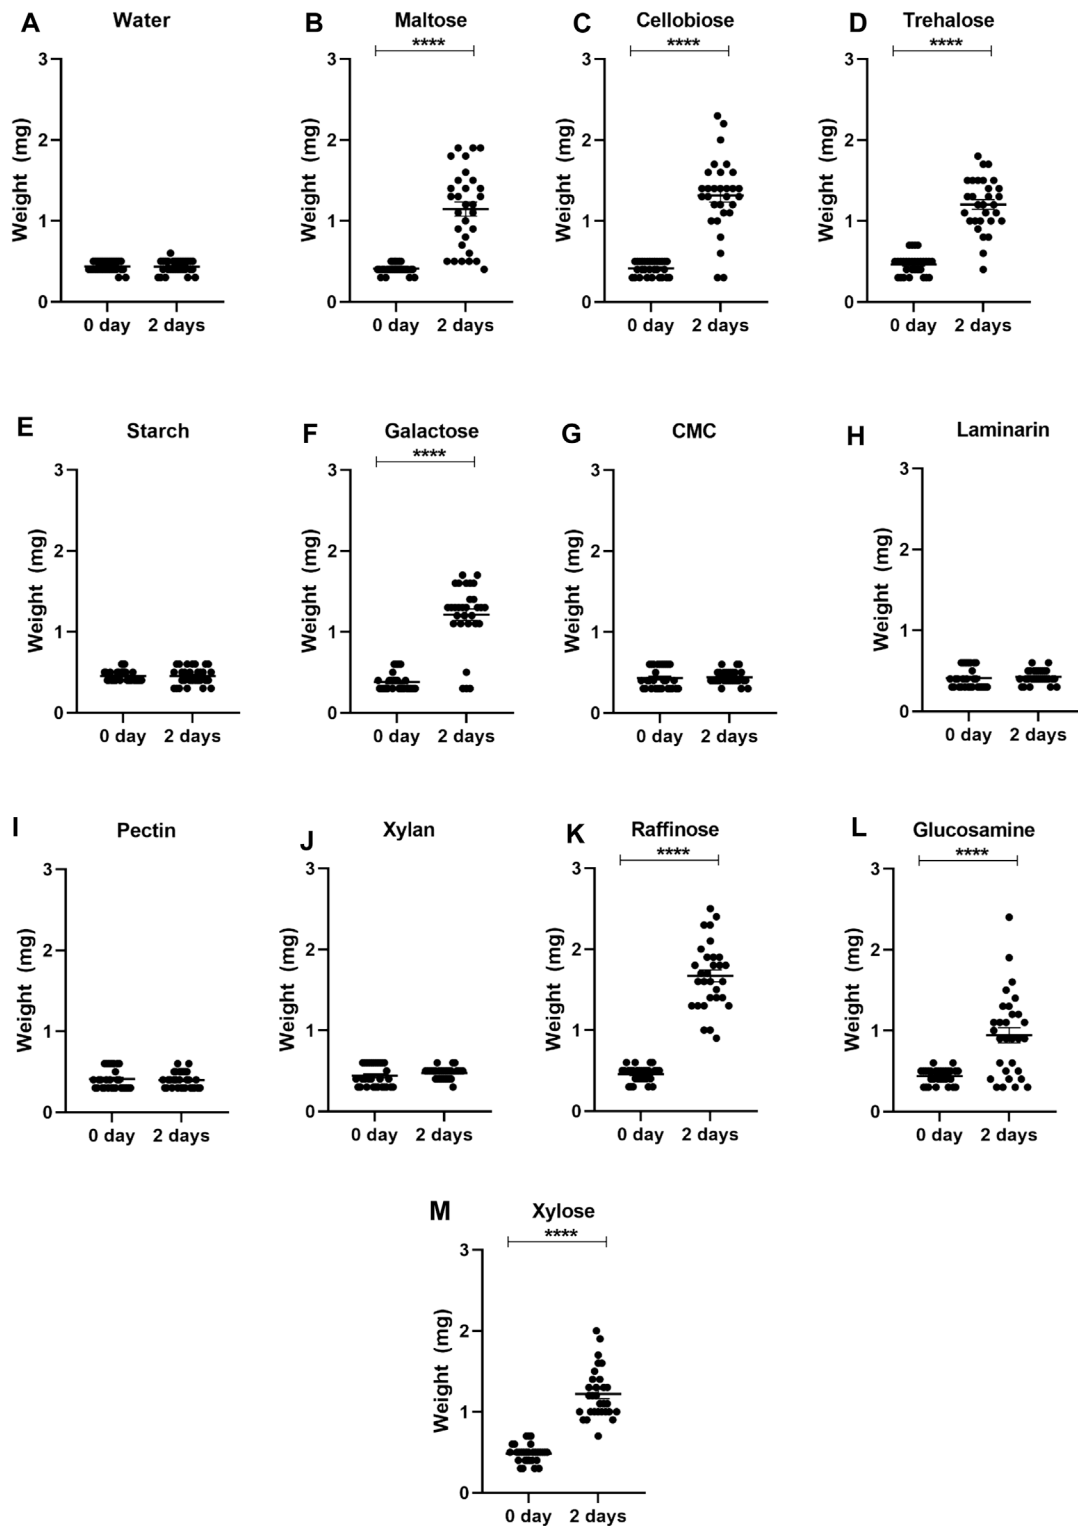 A Water
B Maltose
C Cellobiose
D Trehalose
**** **** ****
3 3 3 3
2 2 2 2
1 1 1 1
0 0 0 0
Weight (mg) Weight (mg) Weight (mg) Weight (mg)
0 day 2 days 0 day 2 days 0 day 2 days 0 day 2 days
E Starch
F Galactose
G CMC
H Laminarin
****
3 3 3 3
2 2 2 2
1 1 1 1
0 0 0 0
Weight (mg) Weight (mg) Weight (mg) Weight (mg)
0 day 2 days 0 day 2 days 0 day 2 days 0 day 2 days
I Pectin
J Xylan
K Raffinose
L Glucosamine
**** ****
3 3 3 3
2 2 2 2
1 1 1 1
0 0 0 0
Weight (mg) Weight (mg) Weight (mg) Weight (mg)
0 day 2 days 0 day 2 days 0 day 2 days 0 day 2 days
M Xylose
****
3
2
1
0
Weight (mg)
0 day 2 days